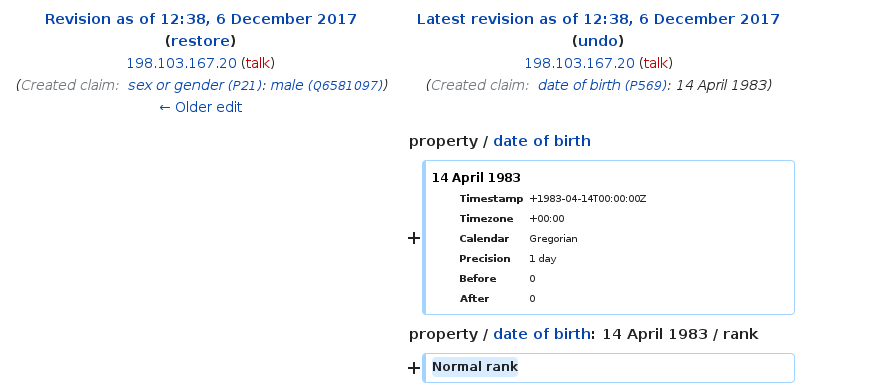 Revision as of 12:38, 6 December 2017
(restore)
198.103.167.20 (talk)
(Created claim: sex or gender (P21): male (Q6581097))
← Older edit
Latest revision as of 12:38, 6 December 2017
(undo)
198.103.167.20 (talk)
(Created claim: date of birth (P569): 14 April 1983)
property / date of birth
+
14 April 1983
Timestamp +1983-04-14T00:00:00Z
Timezone +00:00
Calendar Gregorian
Precision 1 day
Before 0
After 0
property / date of birth: 14 April 1983 / rank
+
Normal rank